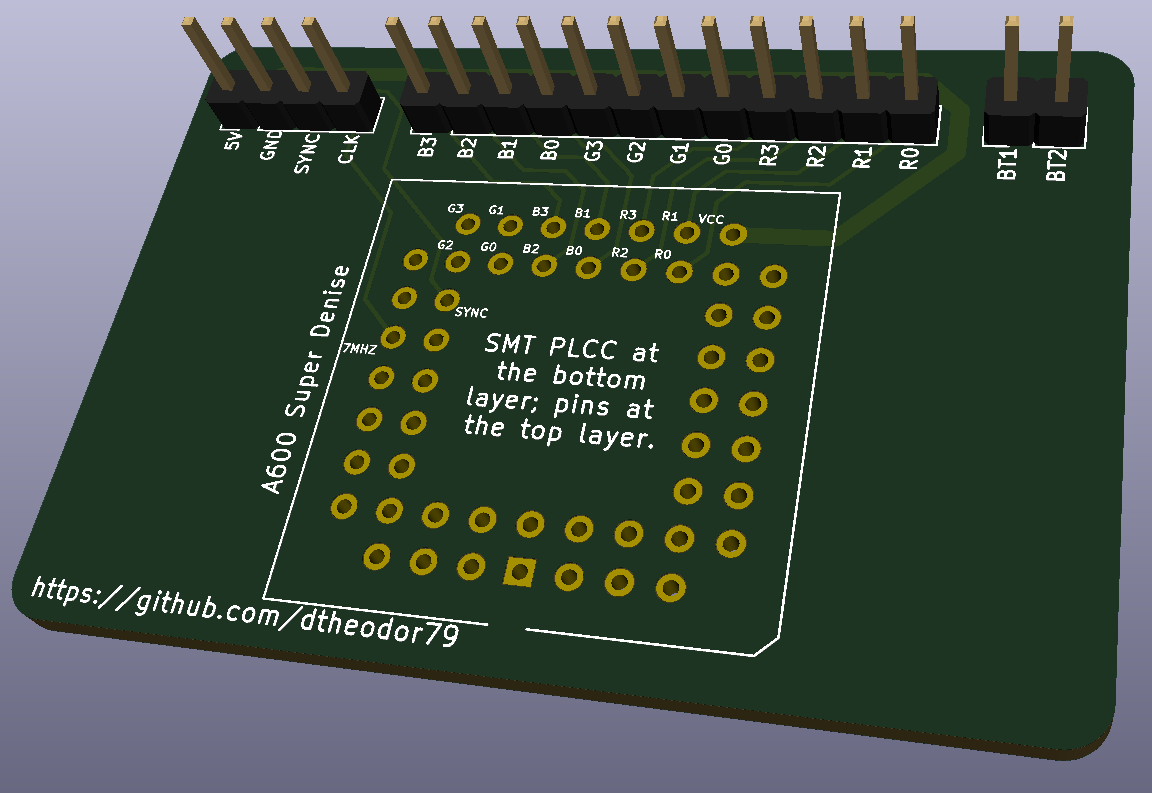 5V GND SYNC CLK B3 B2 B1 B0 G3 G2 G1 G0 R3 R2 R1 R0 BT1 BT2
G3 G1 B3 B1 R3 R1 VCC
G2 G0 B2 B0 R2 R0
SYNC
7MHZ
A600 Super Denise
SMT PLCC at
the bottom
layer; pins at
the top layer.
https://github.com/dtheodor79